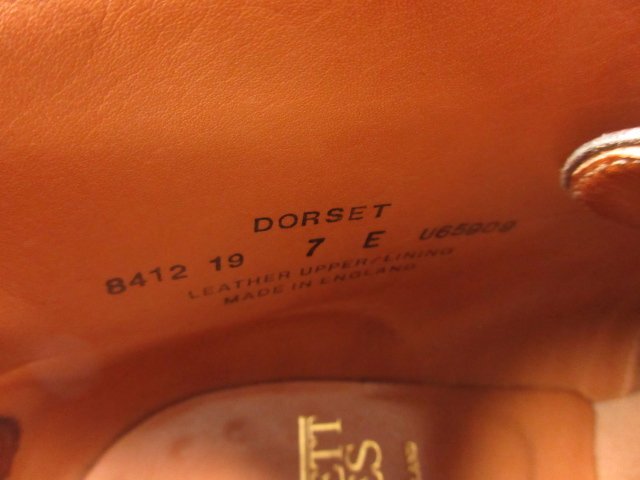 DORSET
8412 19 7 E U65909
LEATHER UPPER/LINING
MADE IN ENGLAND